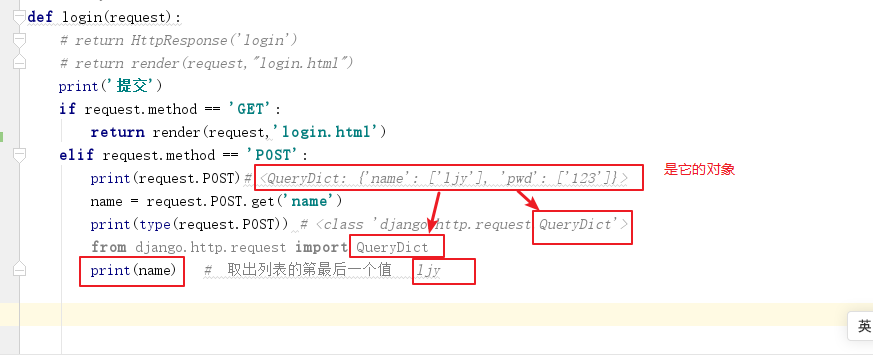 def login(request):
# return HttpResponse('login')
# return render(request,"login.html")
print('提交')
if request.method == 'GET':
return render(request,'login.html')
elif request.method == 'POST':
print(request.POST)# <QueryDict: {'name': ['ljy'], 'pwd': ['123']}> 是它的对象
name = request.POST.get('name')
print(type(request.POST)) # <class 'django.http.request.QueryDict'>
from django.http.request import QueryDict
print(name) # 取出列表的第最后一个值 ljy
英